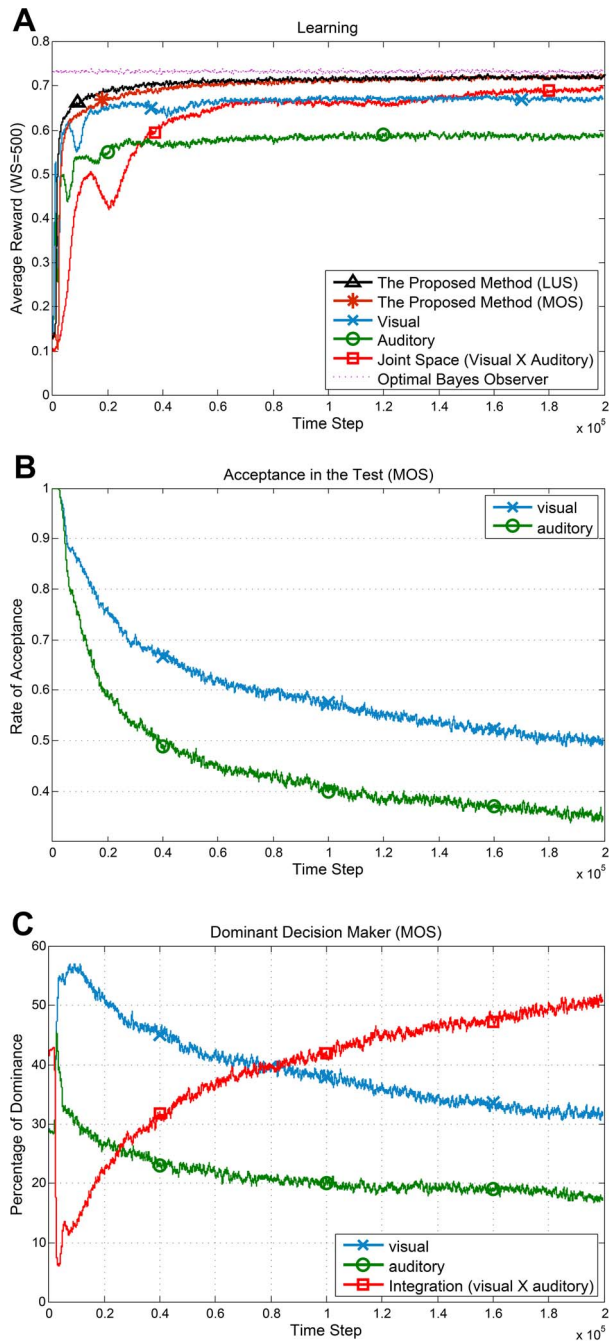 A
Learning
0.8
0.7
0.6
0.5
0.4
0.3
0.2
0.1
0
Average Reward (WS=500)
The Proposed Method (LUS)
The Proposed Method (MOS)
Visual
Auditory
Joint Space (Visual X Auditory)
Optimal Bayes Observer
0 0.2 0.4 0.6 0.8 1 1.2 1.4 1.6 1.8 2
Time Step
x 10^5
B
Acceptance in the Test (MOS)
1
0.9
0.8
0.7
0.6
0.5
0.4
Rate of Acceptance
visual
auditory
0 0.2 0.4 0.6 0.8 1 1.2 1.4 1.6 1.8 2
Time Step
x 10^5
C
Dominant Decision Maker (MOS)
60
50
40
30
20
10
0
Percentage of Dominance
visual
auditory
Integration (visual X auditory)
0 0.2 0.4 0.6 0.8 1 1.2 1.4 1.6 1.8 2
Time Step
x 10^5